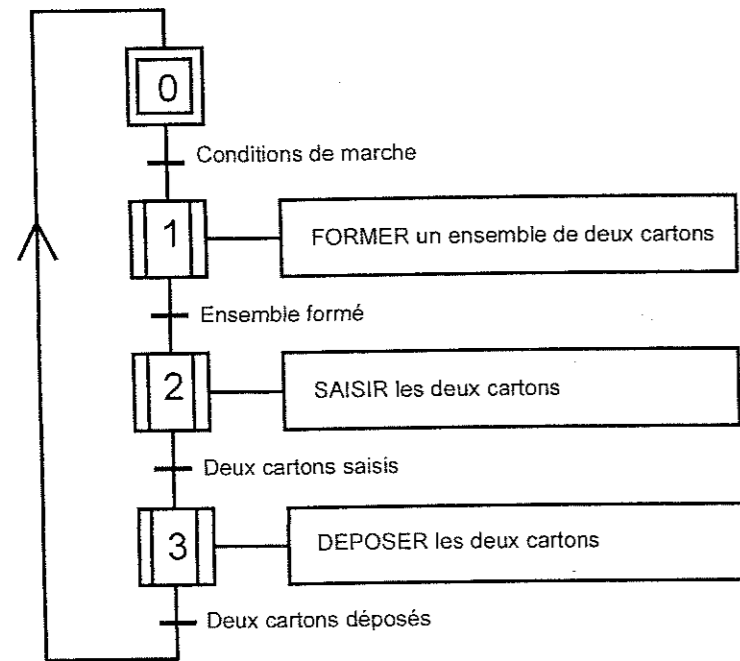 0
Conditions de marche
1
FORMER un ensemble de deux cartons
Ensemble formé
2
SAISIR les deux cartons
Deux cartons saisis
3
DEPOSER les deux cartons
Deux cartons déposés